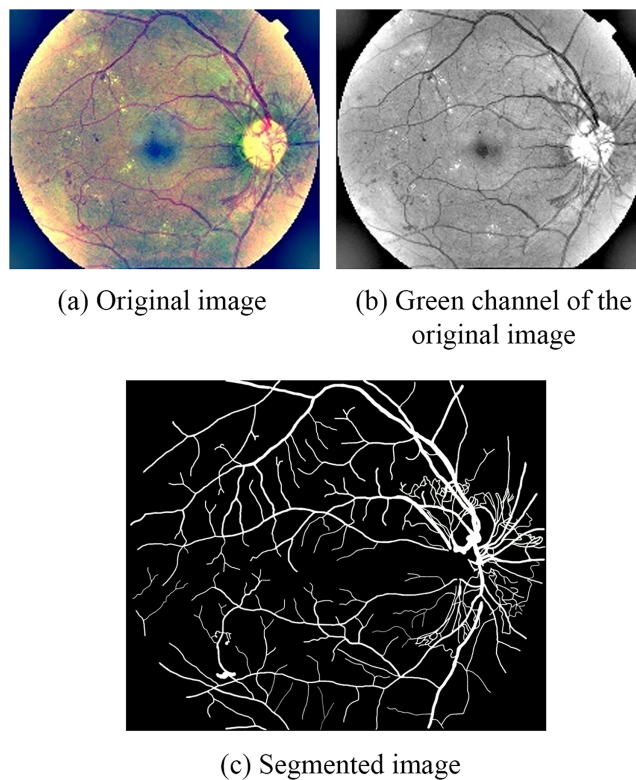 (a) Original image
(b) Green channel of the
original image
(c) Segmented image